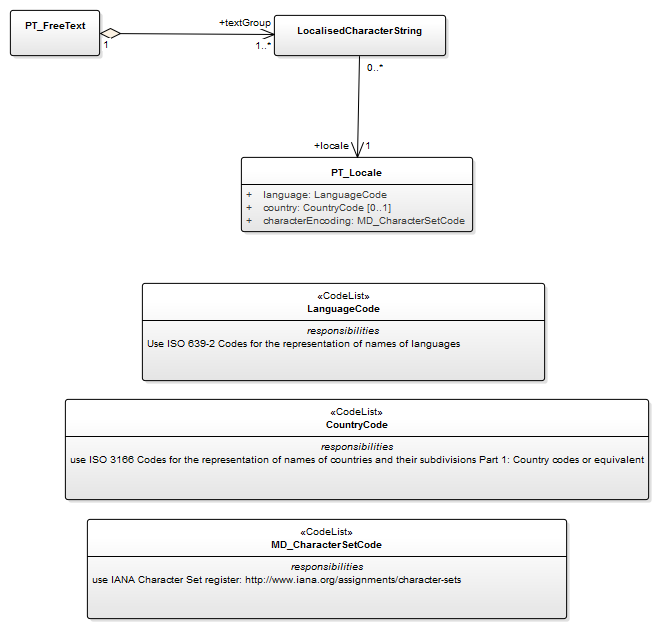 PT_FreeText
+textGroup
1
1..*
LocalisedCharacterString
0..*
+locale
1
PT_Locale
+ language: LanguageCode
+ country: CountryCode [0..1]
+ characterEncoding: MD_CharacterSetCode
«CodeList»
LanguageCode
responsibilities
Use ISO 639-2 Codes for the representation of names of languages
«CodeList»
CountryCode
responsibilities
use ISO 3166 Codes for the representation of names of countries and their subdivisions Part 1: Country codes or equivalent
«CodeList»
MD_CharacterSetCode
responsibilities
use IANA Character Set register: http://www.iana.org/assignments/character-sets